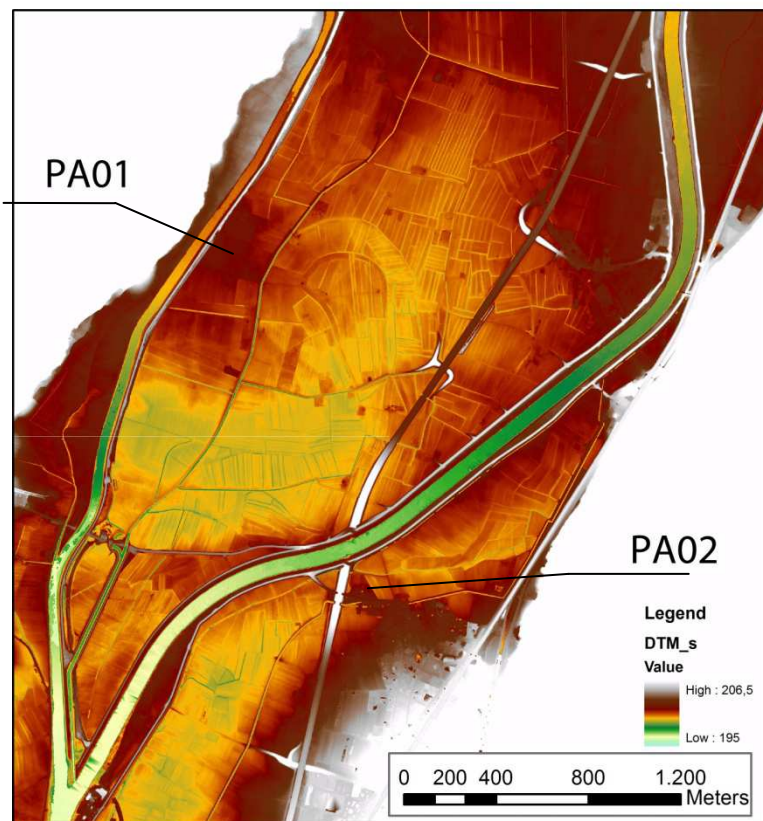 PA01
PA02
Legend
DTM_s
Value
High : 206,5
Low : 195
0 200 400 800 1.200
Meters